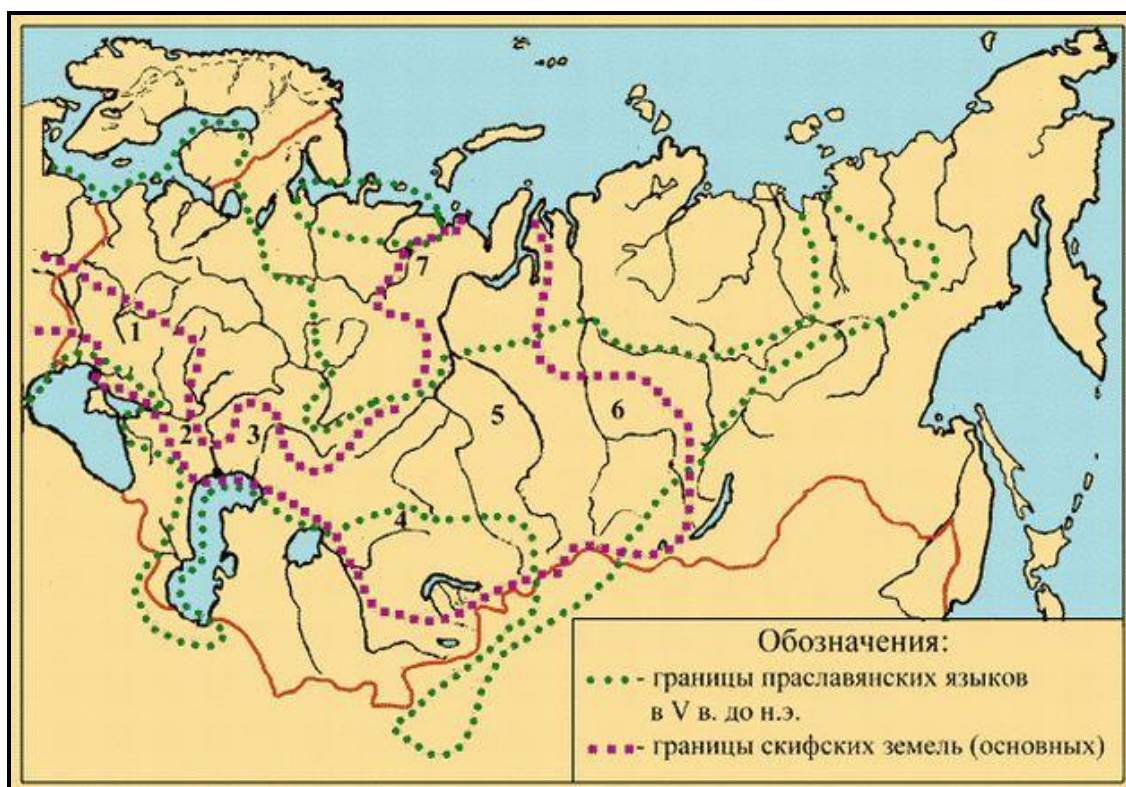 7
1
2
3
5
6
4
Обозначения:
- границы праславянских языков
в V в. до н.э.
- границы скифских земель (основных)